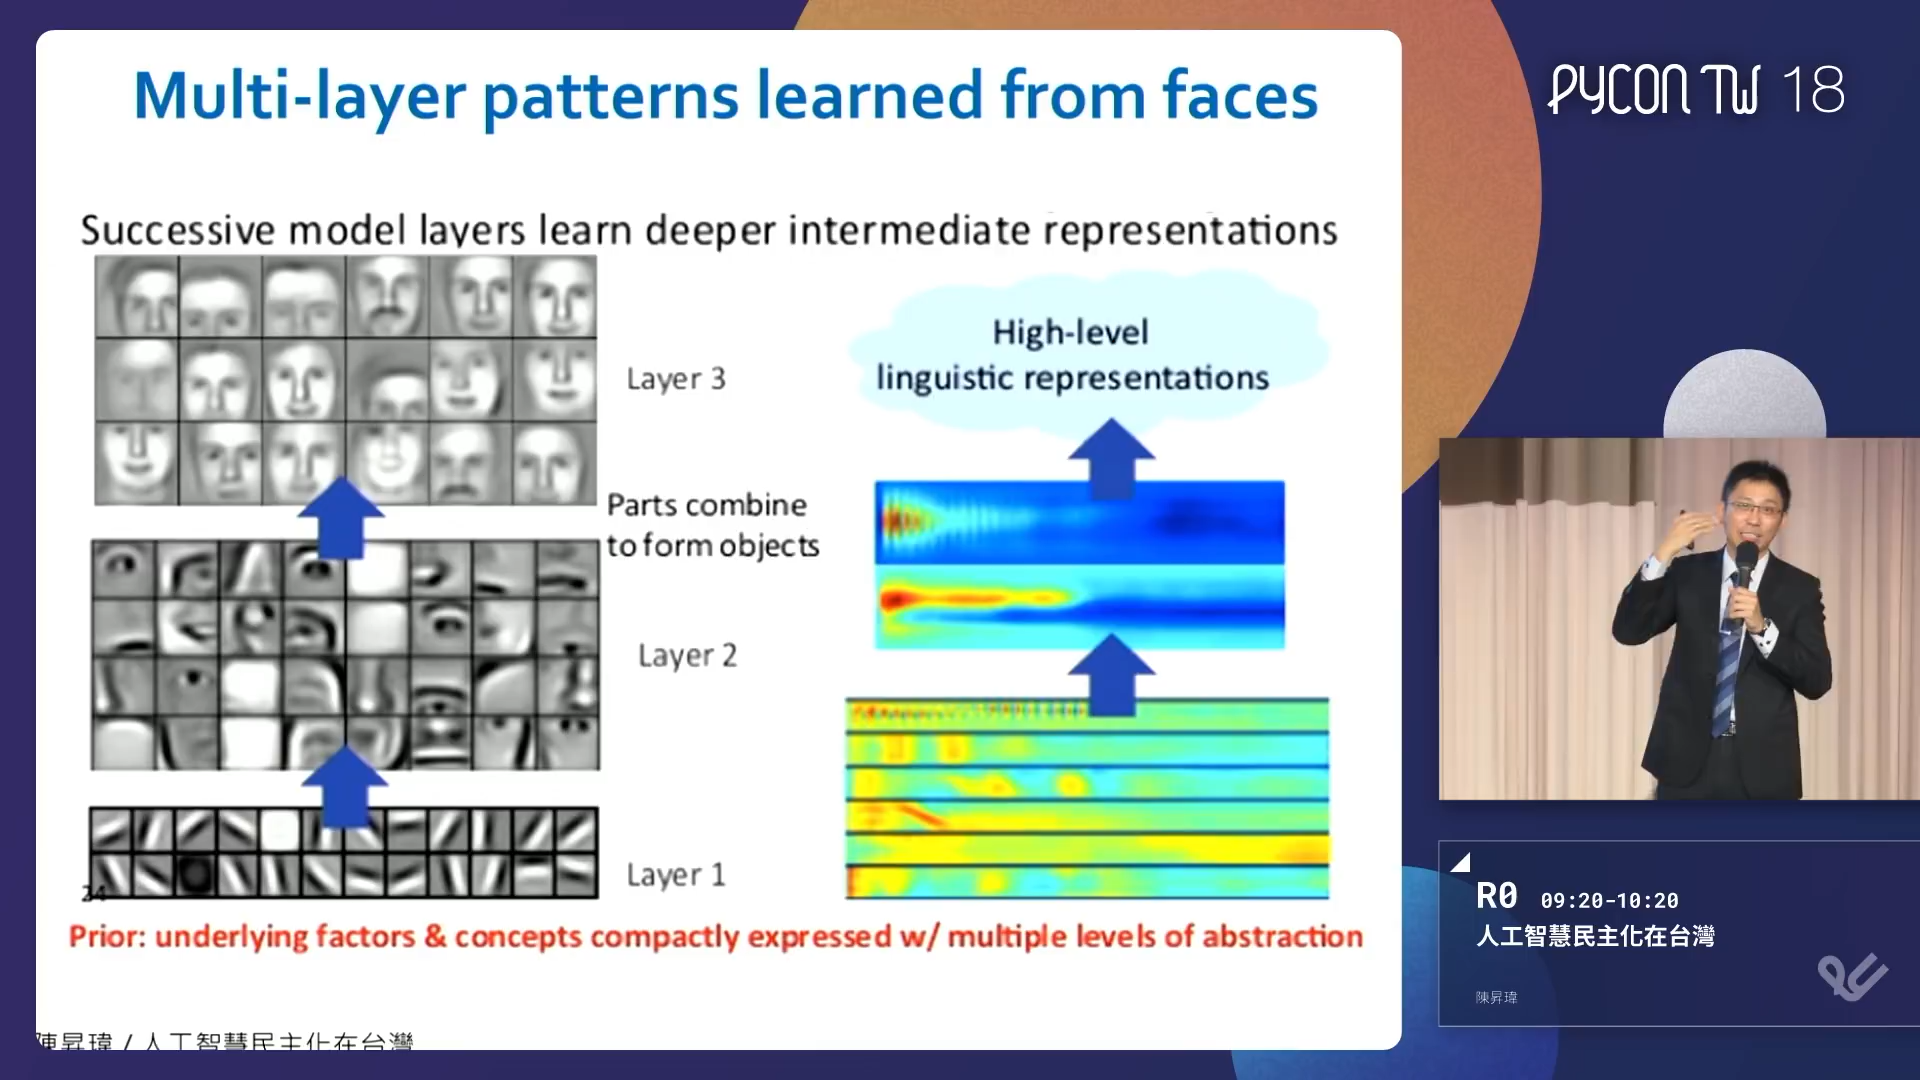 Multi-layer patterns learned from faces
Successive model layers learn deeper intermediate representations
Layer 3
High-level
linguistic representations
Parts combine
to form objects
Layer 2
Layer 1
24
Prior: underlying factors & concepts compactly expressed w/ multiple levels of abstraction
陳昇瑋 / 人工智慧民主化在台灣
PYCON TW 18
R0 09:20-10:20
人工智慧民主化在台灣
陳昇瑋